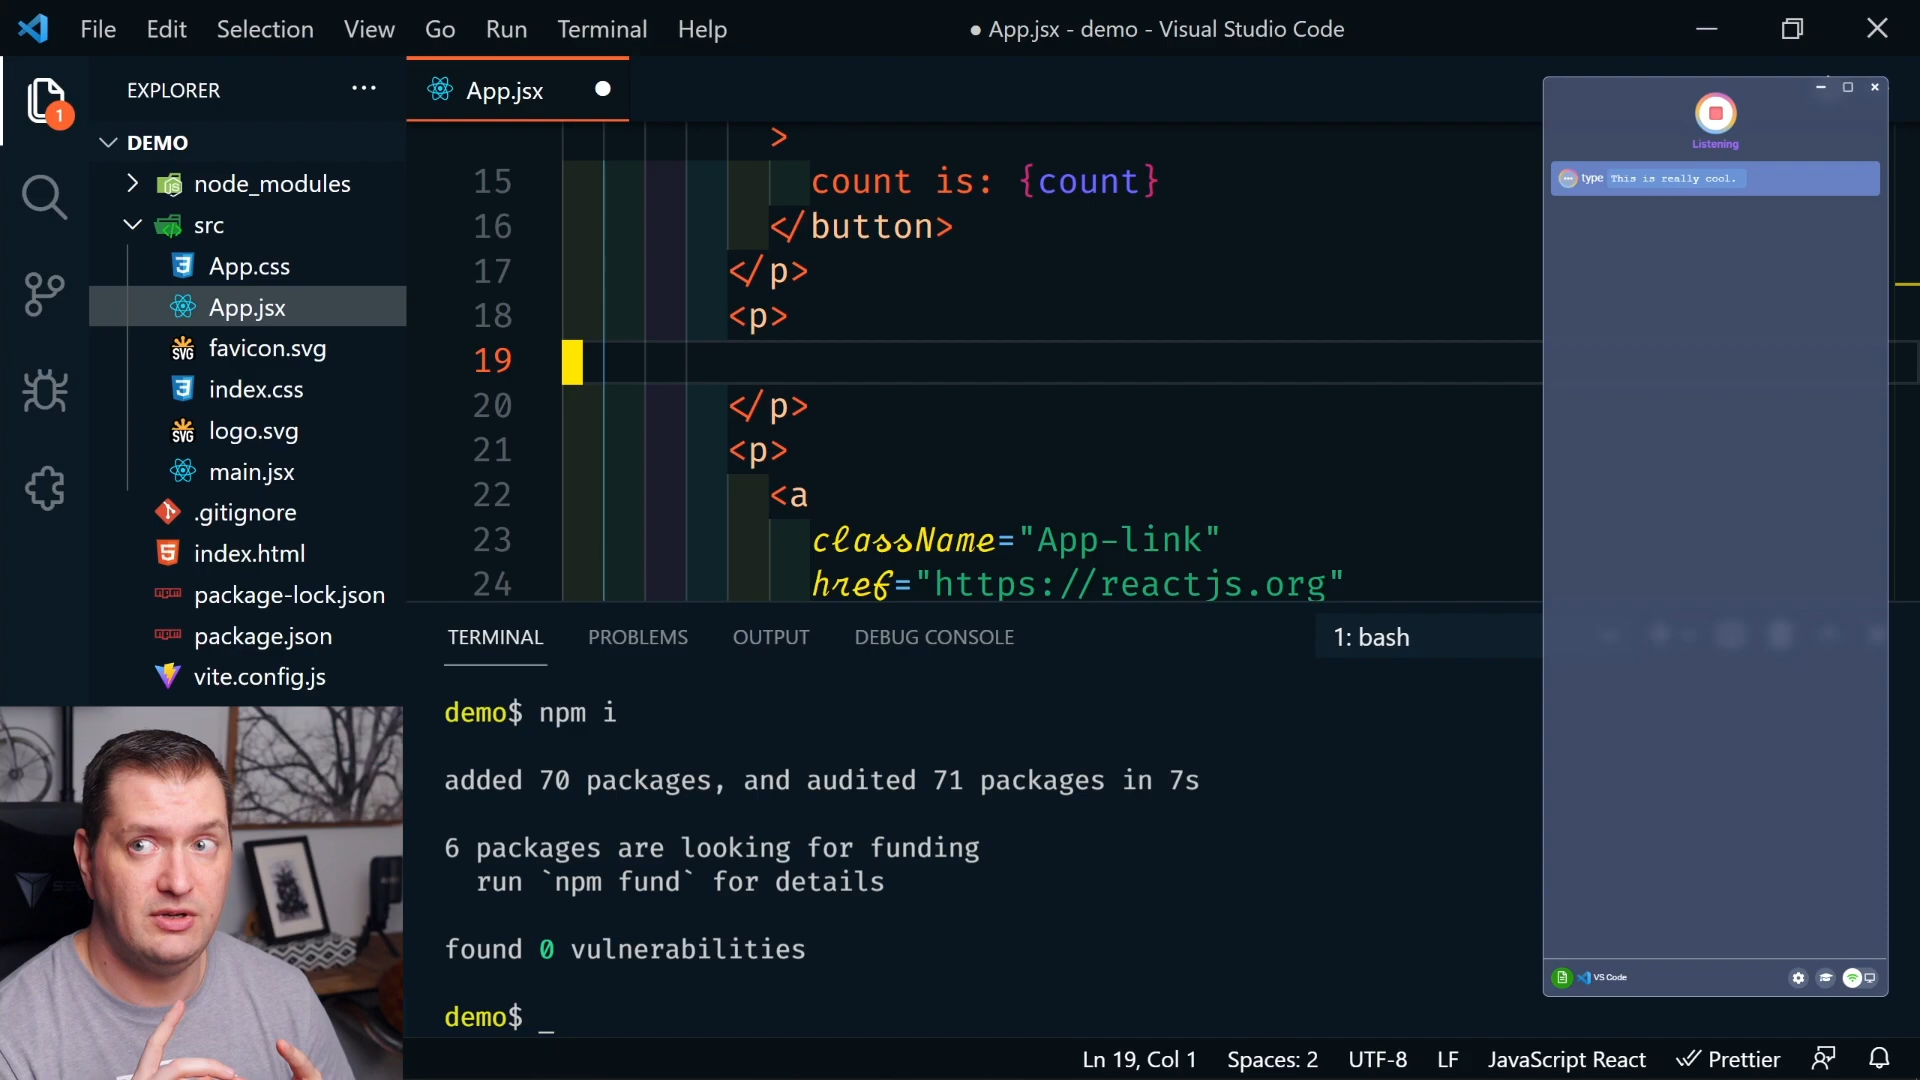 File Edit Selection View Go Run Terminal Help ● App.jsx - demo - Visual Studio Code
EXPLORER ···
1
DEMO
node_modules
src
App.css
App.jsx
favicon.svg
index.css
logo.svg
main.jsx
.gitignore
index.html
package-lock.json
package.json
vite.config.js
App.jsx
>
15 count is: {count}
16 </button>
17 </p>
18 <p>
19
20 </p>
21 <p>
22 <a
23 className="App-link"
24 href="https://reactjs.org"
TERMINAL PROBLEMS OUTPUT DEBUG CONSOLE 1: bash
demo$ npm i
added 70 packages, and audited 71 packages in 7s
6 packages are looking for funding
run `npm fund` for details
found 0 vulnerabilities
demo$ _
Listening
type This is really cool.
VS Code
Ln 19, Col 1 Spaces: 2 UTF-8 LF JavaScript React Prettier